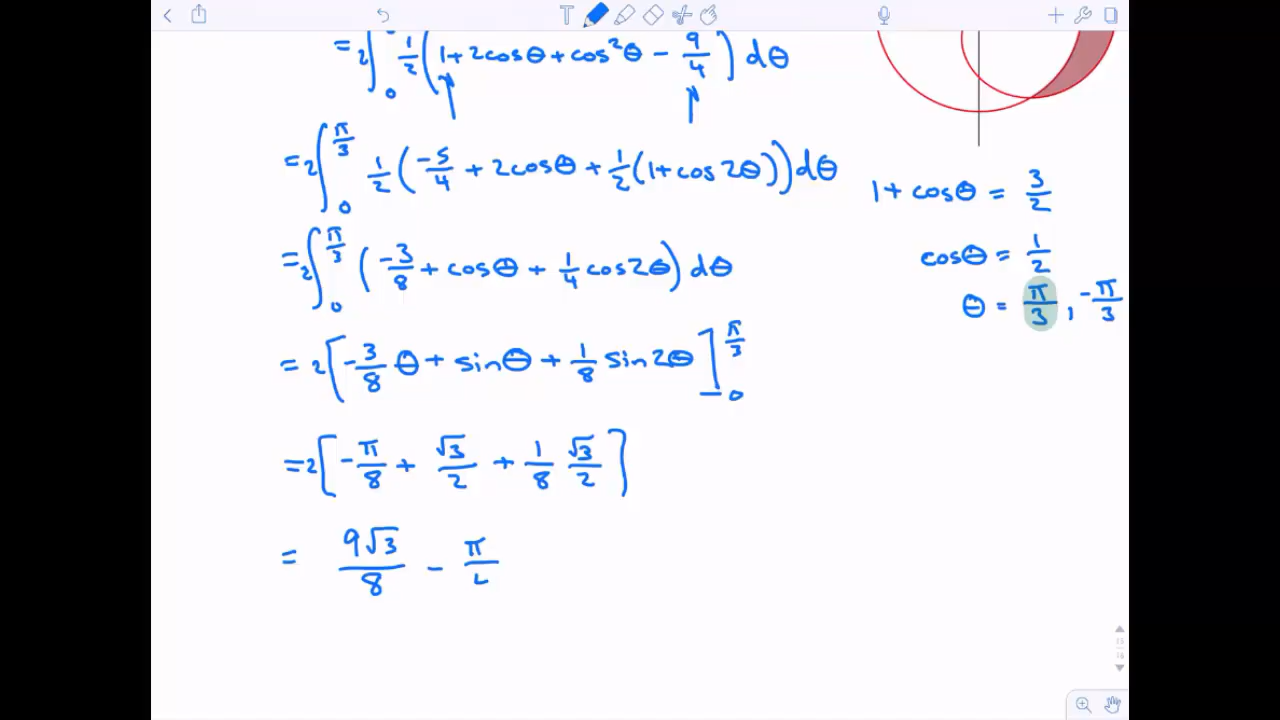 = 2∫₀ ½(1+2cosθ+cos²θ − 9/4) dθ
= 2∫₀^(π/3) ½(−5/4 + 2cosθ + ½(1+cos2θ)) dθ
= 2∫₀^(π/3) (−3/8 + cosθ + ¼cos2θ) dθ
= 2[−3/8 θ + sinθ + 1/8 sin2θ]₀^(π/3)
= 2[−π/8 + √3/2 + 1/8 √3/2]
= 9√3/8 − π/
1 + cosθ = 3/2
cosθ = 1/2
θ = π/3, −π/3